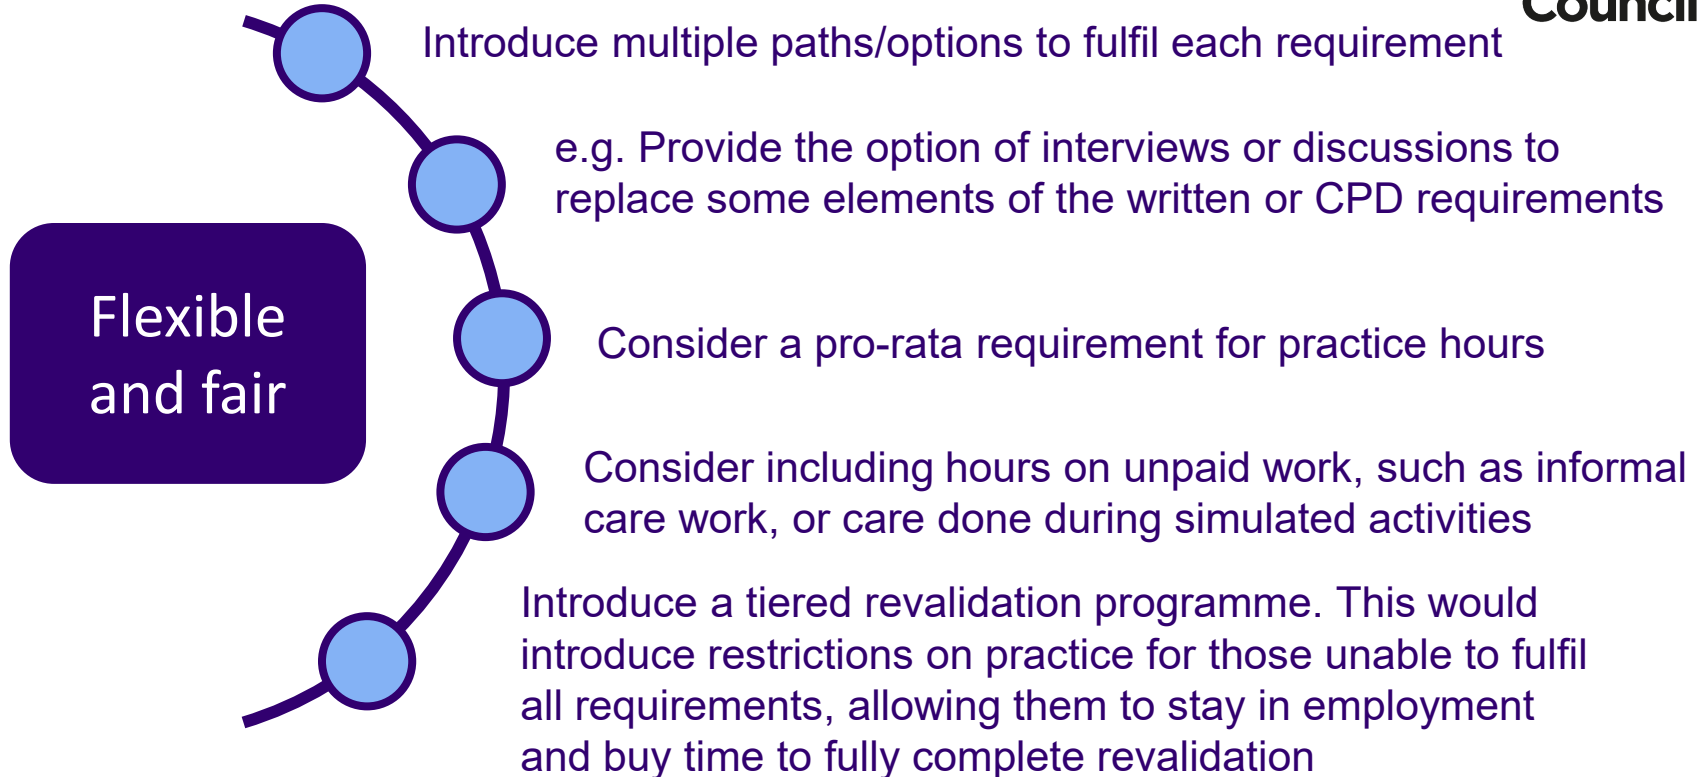 Council
Introduce multiple paths/options to fulfil each requirement
e.g. Provide the option of interviews or discussions to
replace some elements of the written or CPD requirements
Flexible
and fair
Consider a pro-rata requirement for practice hours
Consider including hours on unpaid work, such as informal
care work, or care done during simulated activities
Introduce a tiered revalidation programme. This would
introduce restrictions on practice for those unable to fulfil
all requirements, allowing them to stay in employment
and buy time to fully complete revalidation